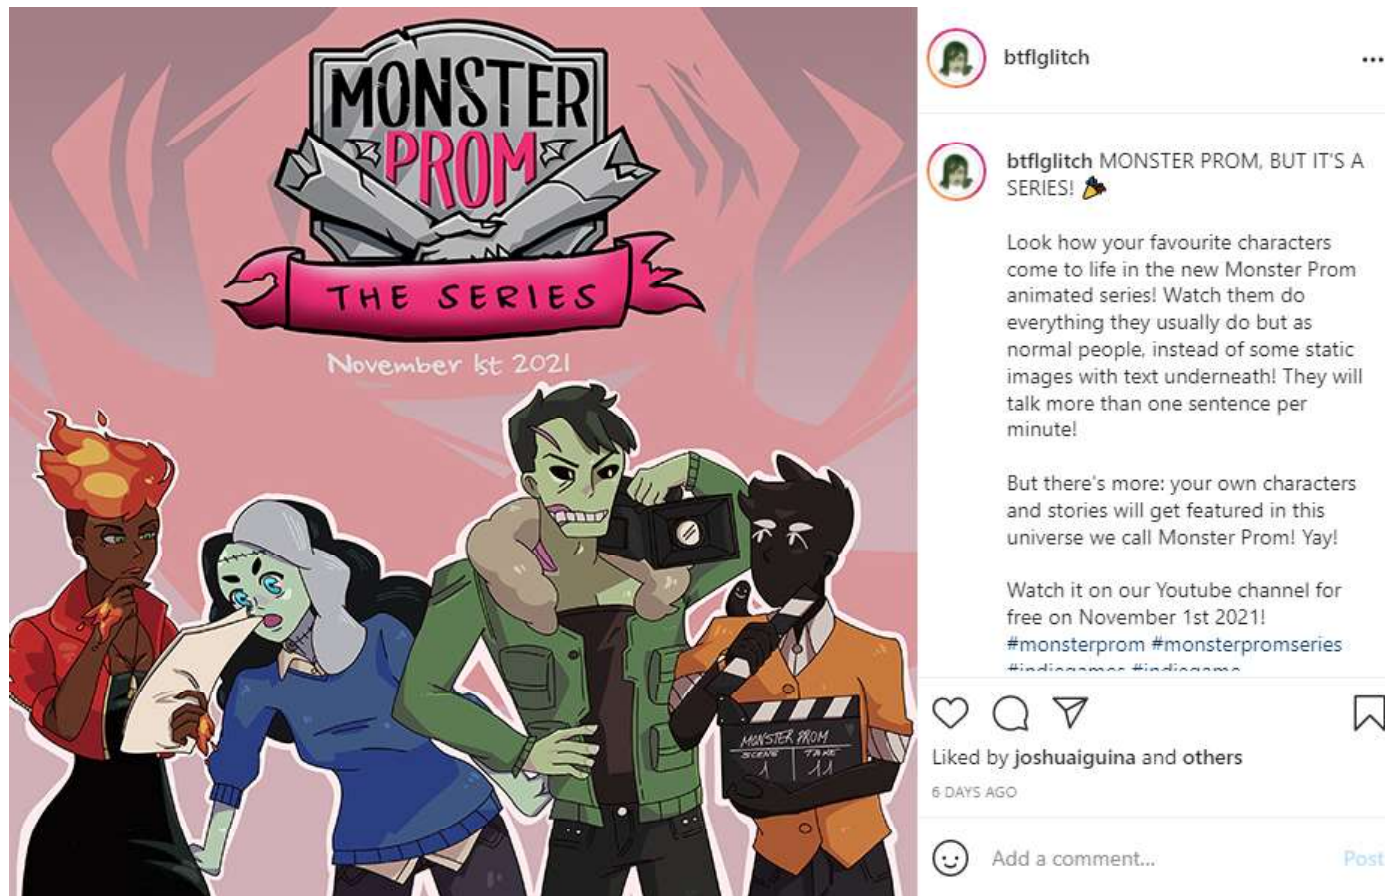 MONSTER
PROM
THE SERIES
November 1st 2021
MONSTER PROM
SCENE TAKE
1 11
btflglitch
btflglitch MONSTER PROM, BUT IT'S A
SERIES!
Look how your favourite characters
come to life in the new Monster Prom
animated series! Watch them do
everything they usually do but as
normal people, instead of some static
images with text underneath! They will
talk more than one sentence per
minute!
But there's more: your own characters
and stories will get featured in this
universe we call Monster Prom! Yay!
Watch it on our Youtube channel for
free on November 1st 2021!
#monsterprom #monsterpromseries
#indiegames #indiegame
Liked by joshuaiguina and others
6 DAYS AGO
Add a comment...
Post